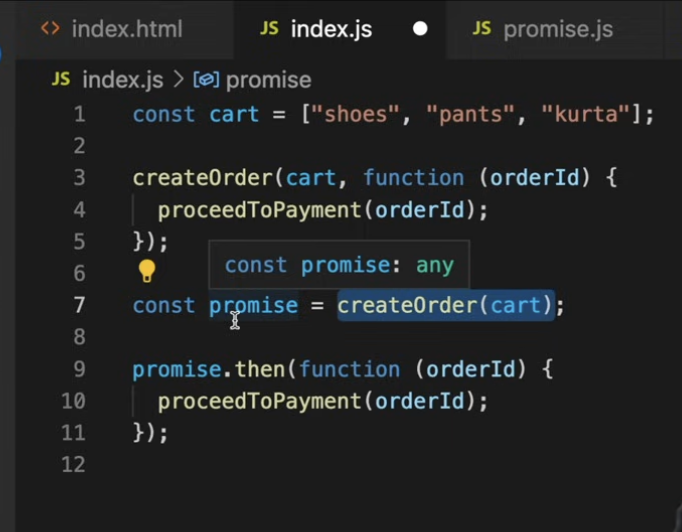 index.html JS index.js JS promise.js
JS index.js > promise
1 const cart = ["shoes", "pants", "kurta"];
2
3 createOrder(cart, function (orderId) {
4 proceedToPayment(orderId);
5 });
6 const promise: any
7 const promise = createOrder(cart);
8
9 promise.then(function (orderId) {
10 proceedToPayment(orderId);
11 });
12